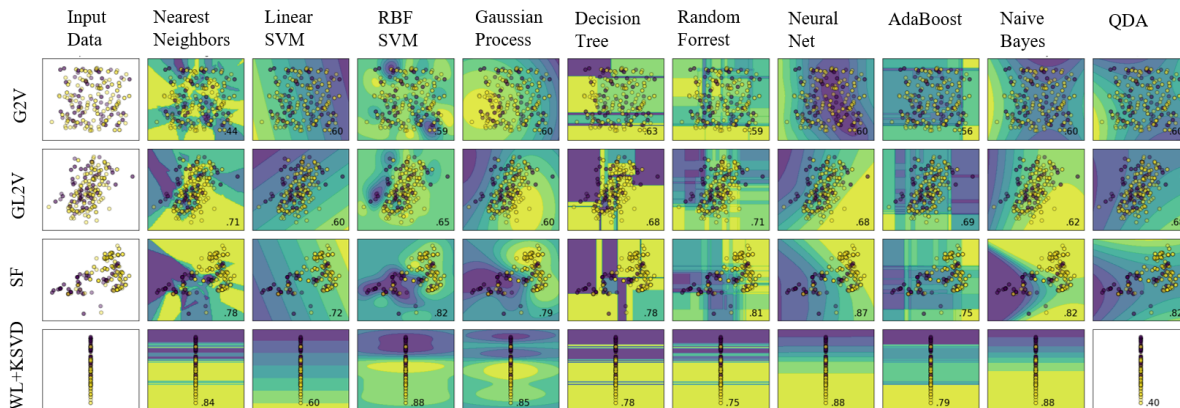 Input Data
Nearest Neighbors
Linear SVM
RBF SVM
Gaussian Process
Decision Tree
Random Forrest
Neural Net
AdaBoost
Naive Bayes
QDA
G2V
.44
.60
.59
.60
.63
.59
.60
.56
.60
.60
GL2V
.71
.60
.65
.60
.68
.71
.68
.69
.62
SF
.78
.72
.82
.79
.78
.81
.87
.75
.82
.82
WL+KSVD
.84
.60
.88
.85
.78
.75
.88
.79
.88
.40